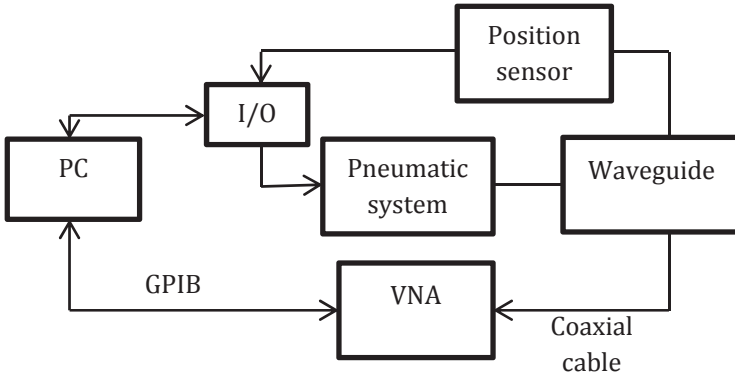 Position
sensor
I/O
PC
Pneumatic
system
Waveguide
GPIB
VNA
Coaxial
cable